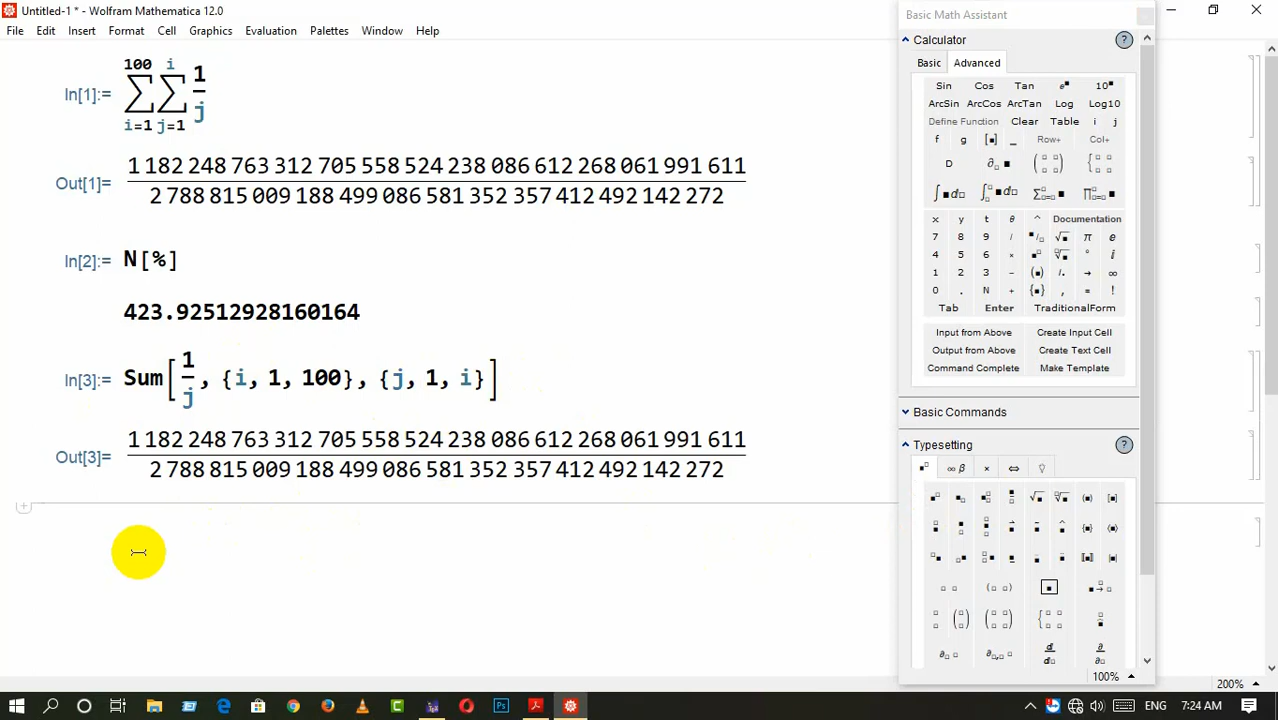 Untitled-1 * - Wolfram Mathematica 12.0
File Edit Insert Format Cell Graphics Evaluation Palettes Window Help
In[1]:= 100 ∑ i=1 i ∑ j=1 1/j
Out[1]= 1 182 248 763 312 705 558 524 238 086 612 268 061 991 611
2 788 815 009 188 499 086 581 352 357 412 492 142 272
In[2]:= N[%]
423.92512928160164
In[3]:= Sum[1/j, {i, 1, 100}, {j, 1, i}]
Out[3]= 1 182 248 763 312 705 558 524 238 086 612 268 061 991 611
2 788 815 009 188 499 086 581 352 357 412 492 142 272
Basic Math Assistant
Calculator ?
Basic Advanced
Sin Cos Tan e 10
ArcSin ArcCos ArcTan Log Log10
Define Function Clear Table i j
f g [■] _ Row+ Col+
D ∂ ■
∫ ■ d ∫ ■ d ∑ ■ ∏ ■
x y t θ ^ Documentation
7 8 9 / ■/□ √■ π e
4 5 6 × ° i
1 2 3 − (■) /. → ∞
0 . N + {■} , = !
Tab Enter TraditionalForm
Input from Above Create Input Cell
Output from Above Create Text Cell
Command Complete Make Template
Basic Commands
Typesetting ?
∞ β × ⇔
100%
200%
ENG 7:24 AM